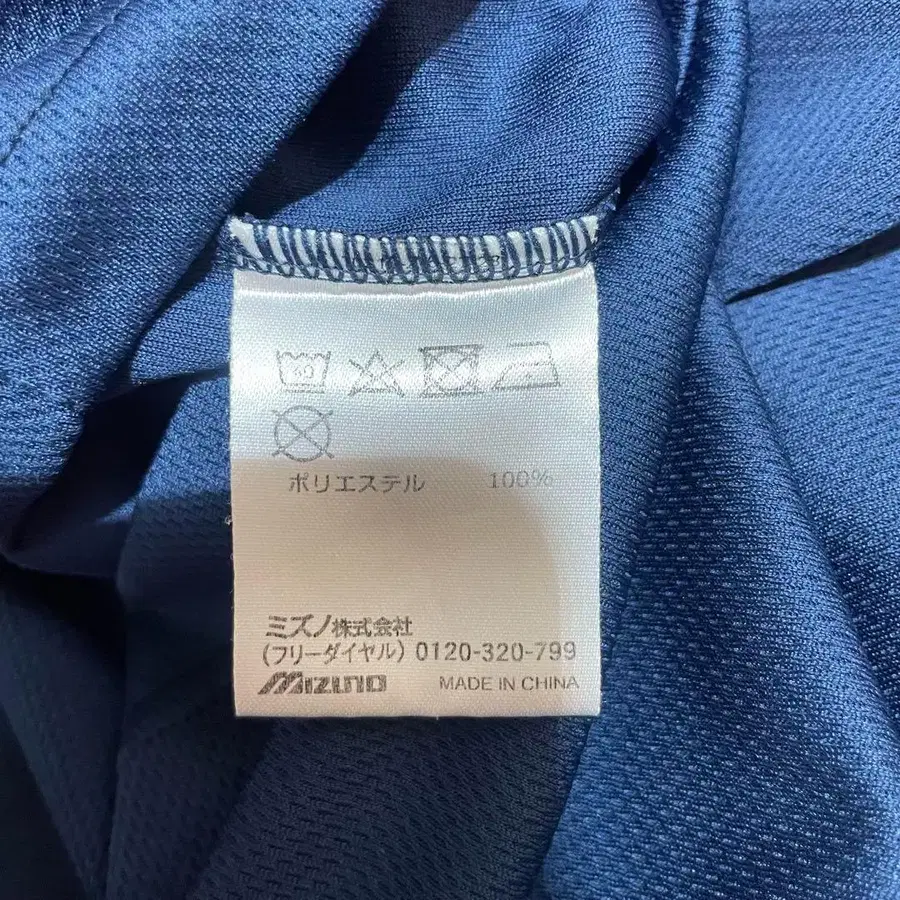 ポリエステル 100%
ミズノ株式会社
(フリーダイヤル) 0120-320-799
Mizuno MADE IN CHINA